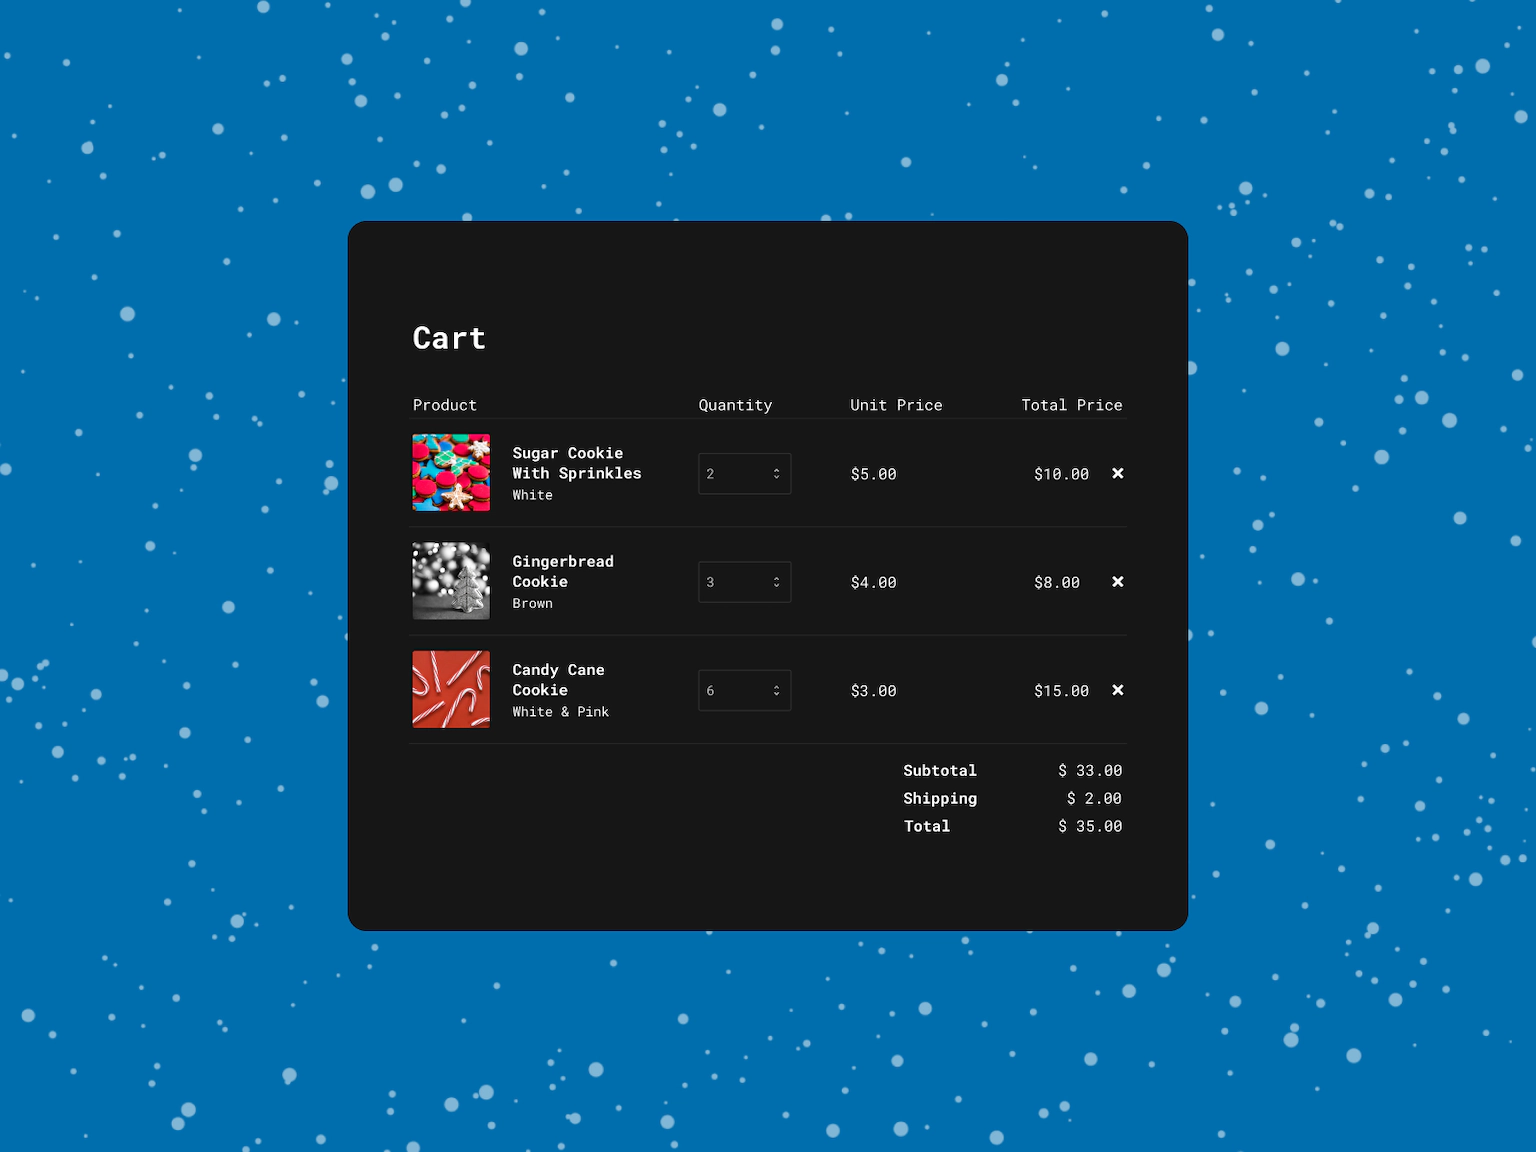 Cart
Product Quantity Unit Price Total Price
Sugar Cookie
With Sprinkles
White
2 $5.00 $10.00
Gingerbread
Cookie
Brown
3 $4.00 $8.00
Candy Cane
Cookie
White & Pink
6 $3.00 $15.00
Subtotal $ 33.00
Shipping $ 2.00
Total $ 35.00